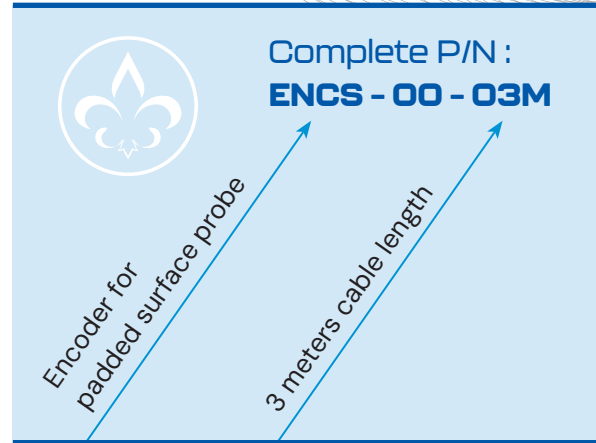 Complete P/N :
ENCS - 00 - 03M
Encoder for
padded surface probe
3 meters cable length